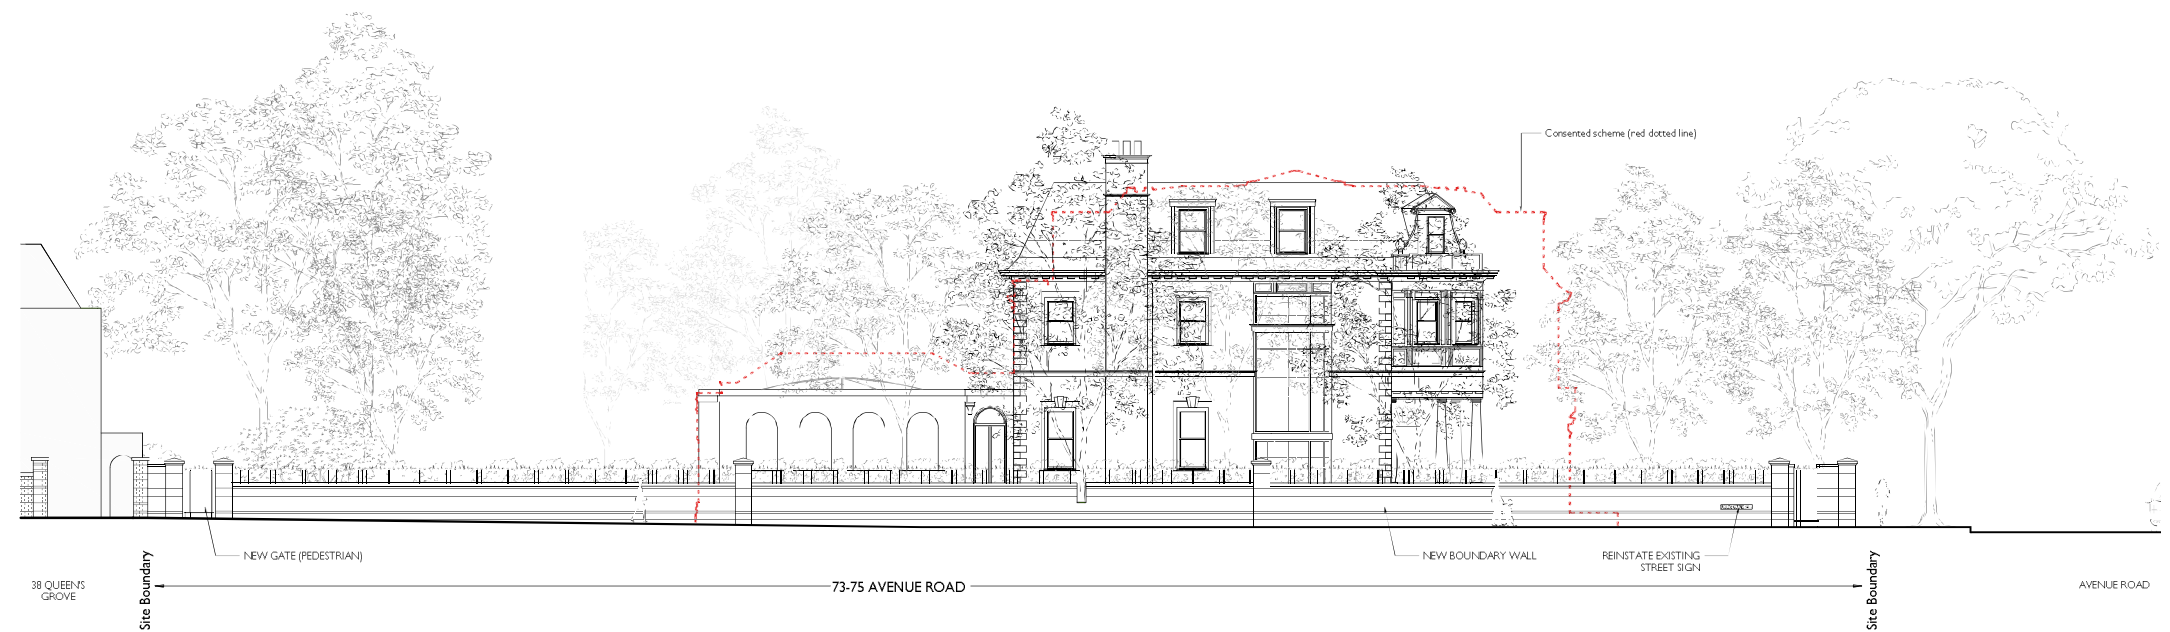 Consented scheme (red dotted line)
NEW GATE (PEDESTRIAN)
NEW BOUNDARY WALL
REINSTATE EXISTING
STREET SIGN
38 QUEEN'S
GROVE
Site Boundary
73-75 AVENUE ROAD
Site Boundary
AVENUE ROAD